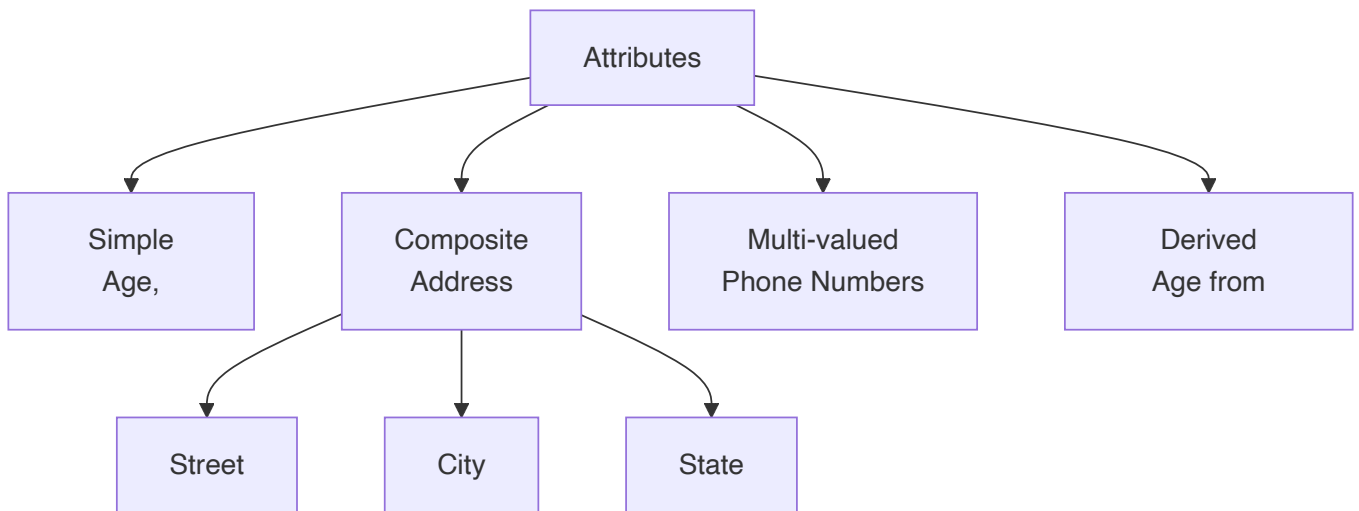 Attributes
Simple
Age,
Composite
Address
Multi-valued
Phone Numbers
Derived
Age from
Street
City
State